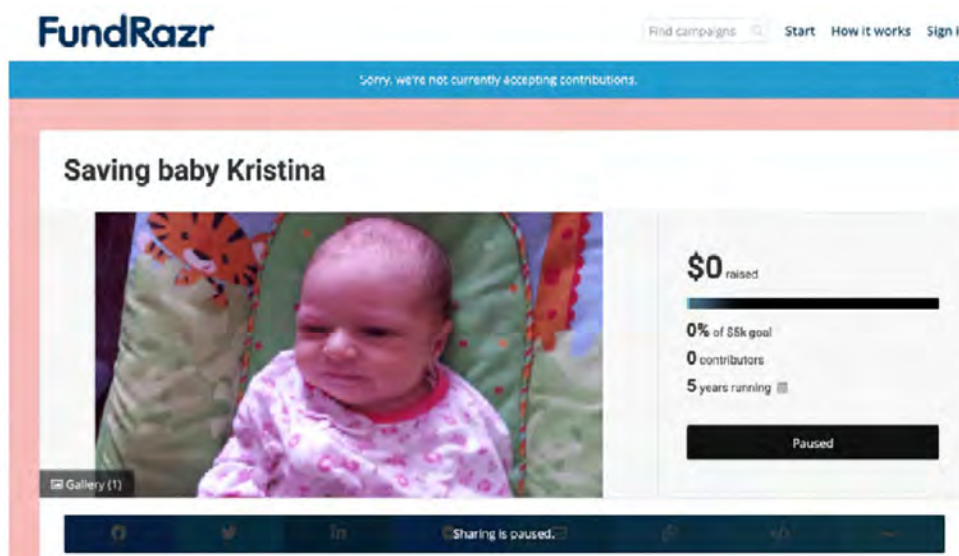 FundRazr
Find campaigns Start How it works Sign
Sorry, we're not currently accepting contributions.
Saving baby Kristina
$0 raised
0% of $5k goal
0 contributors
5 years running
Paused
Gallery (1)
Sharing is paused.